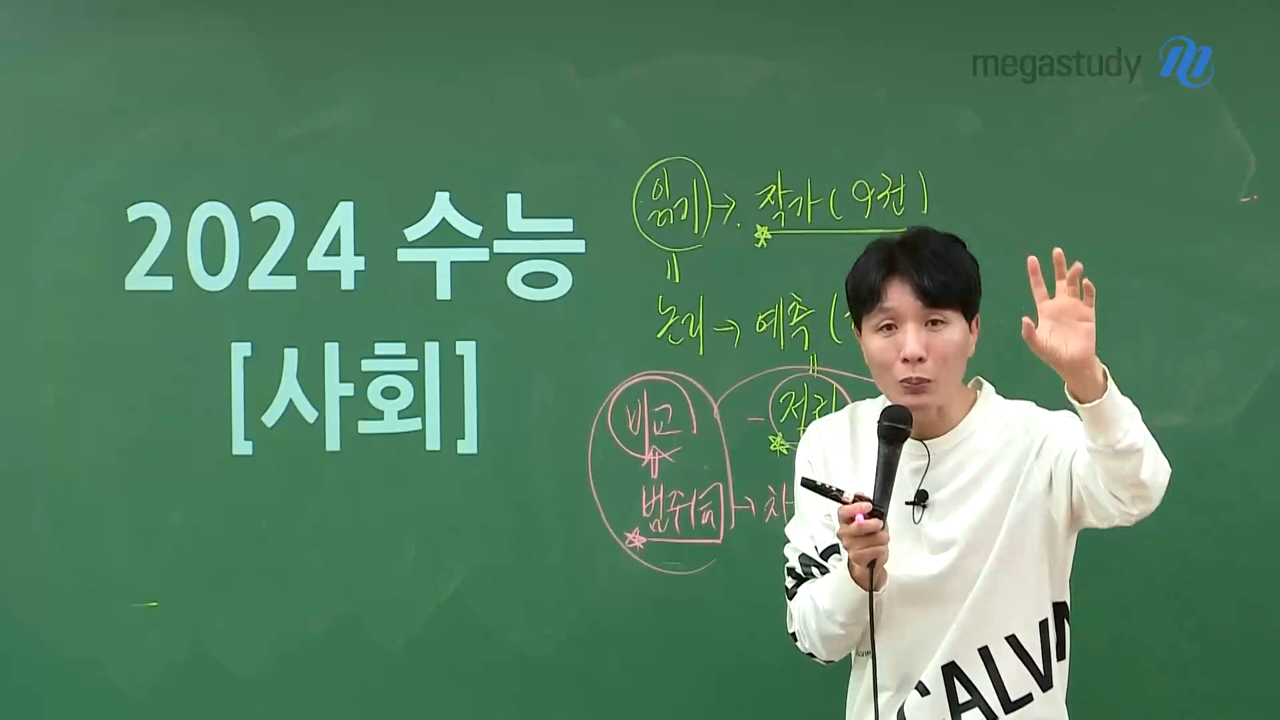 megastudy
2024 수능
[사회]
읽기 → 작가 ( 9권 )
논리 → 예측 (
비교 - 정리
범주 → 차
CALVIN